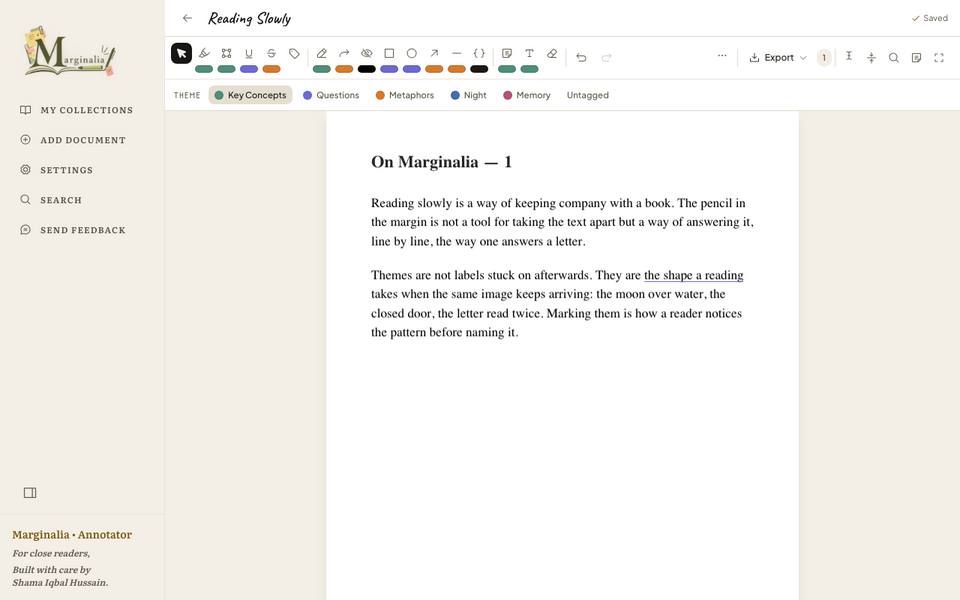 Marginalia
MY COLLECTIONS
ADD DOCUMENT
SETTINGS
SEARCH
SEND FEEDBACK
Marginalia • Annotator
For close readers,
Built with care by
Shama Iqbal Hussain.
Reading Slowly
Saved
Export
1
THEME Key Concepts Questions Metaphors Night Memory Untagged
On Marginalia — 1
Reading slowly is a way of keeping company with a book. The pencil in
the margin is not a tool for taking the text apart but a way of answering it,
line by line, the way one answers a letter.
Themes are not labels stuck on afterwards. They are the shape a reading
takes when the same image keeps arriving: the moon over water, the
closed door, the letter read twice. Marking them is how a reader notices
the pattern before naming it.